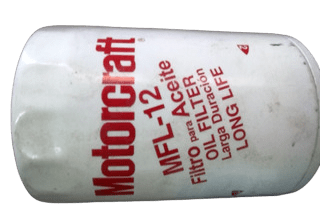 Motorcraft®
MFL-12
Aceite
Filtro para
OIL FILTER
Larga Duración
LONG LIFE